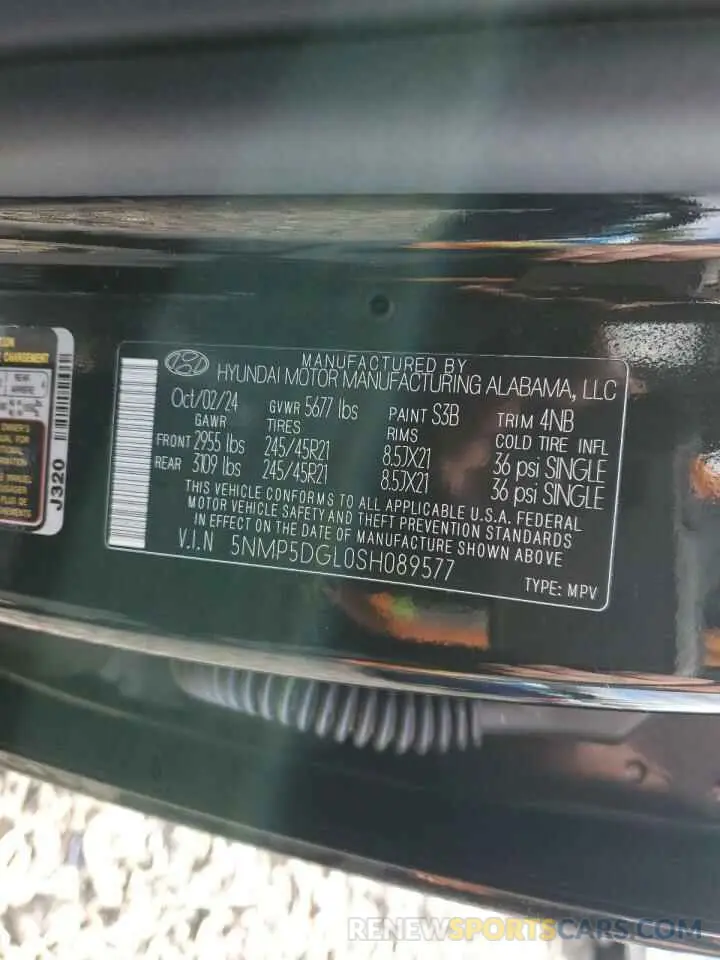 MANUFACTURED BY
HYUNDAI MOTOR MANUFACTURING ALABAMA, LLC
Oct/02/24 GVWR 5677 lbs PAINT S3B TRIM 4NB
GAWR TIRES RIMS COLD TIRE INFL
FRONT 2955 lbs 245/45R21 8.5JX21 36 psi SINGLE
REAR 3109 lbs 245/45R21 8.5JX21 36 psi SINGLE
THIS VEHICLE CONFORMS TO ALL APPLICABLE U.S.A. FEDERAL
MOTOR VEHICLE SAFETY AND THEFT PREVENTION STANDARDS
IN EFFECT ON THE DATE OF MANUFACTURE SHOWN ABOVE
V.I.N 5NMP5DGL0SH089577
TYPE: MPV
REAR
J320
RENEWSPORTSCARS.COM